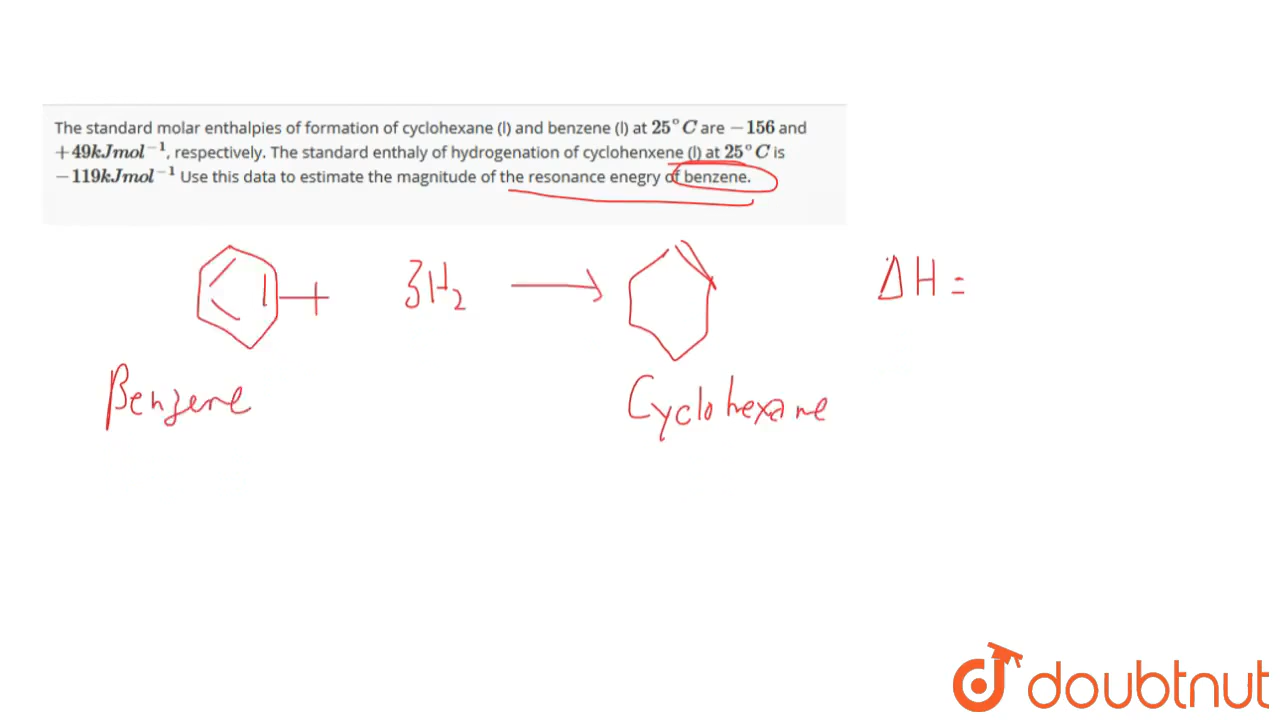 The standard molar enthalpies of formation of cyclohexane (l) and benzene (l) at 25° C are −156 and
+49kJmol⁻¹, respectively. The standard enthaly of hydrogenation of cyclohenxene (l) at 25° C is
−119kJmol⁻¹ Use this data to estimate the magnitude of the resonance enegry of benzene.
+ 3H₂ → ΔH =
Benzene Cyclohexane
doubtnut